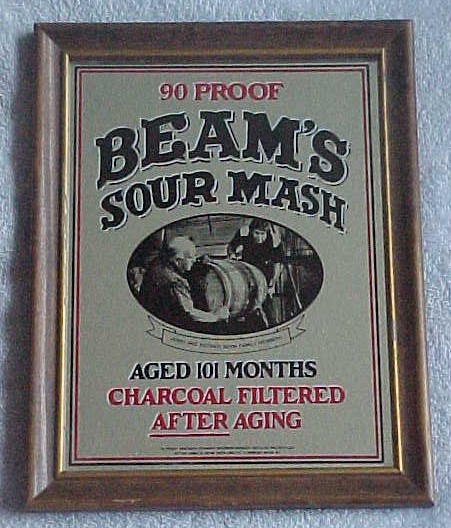 90 PROOF
BEAM'S
SOUR MASH
AGED 101 MONTHS
CHARCOAL FILTERED
AFTER AGING